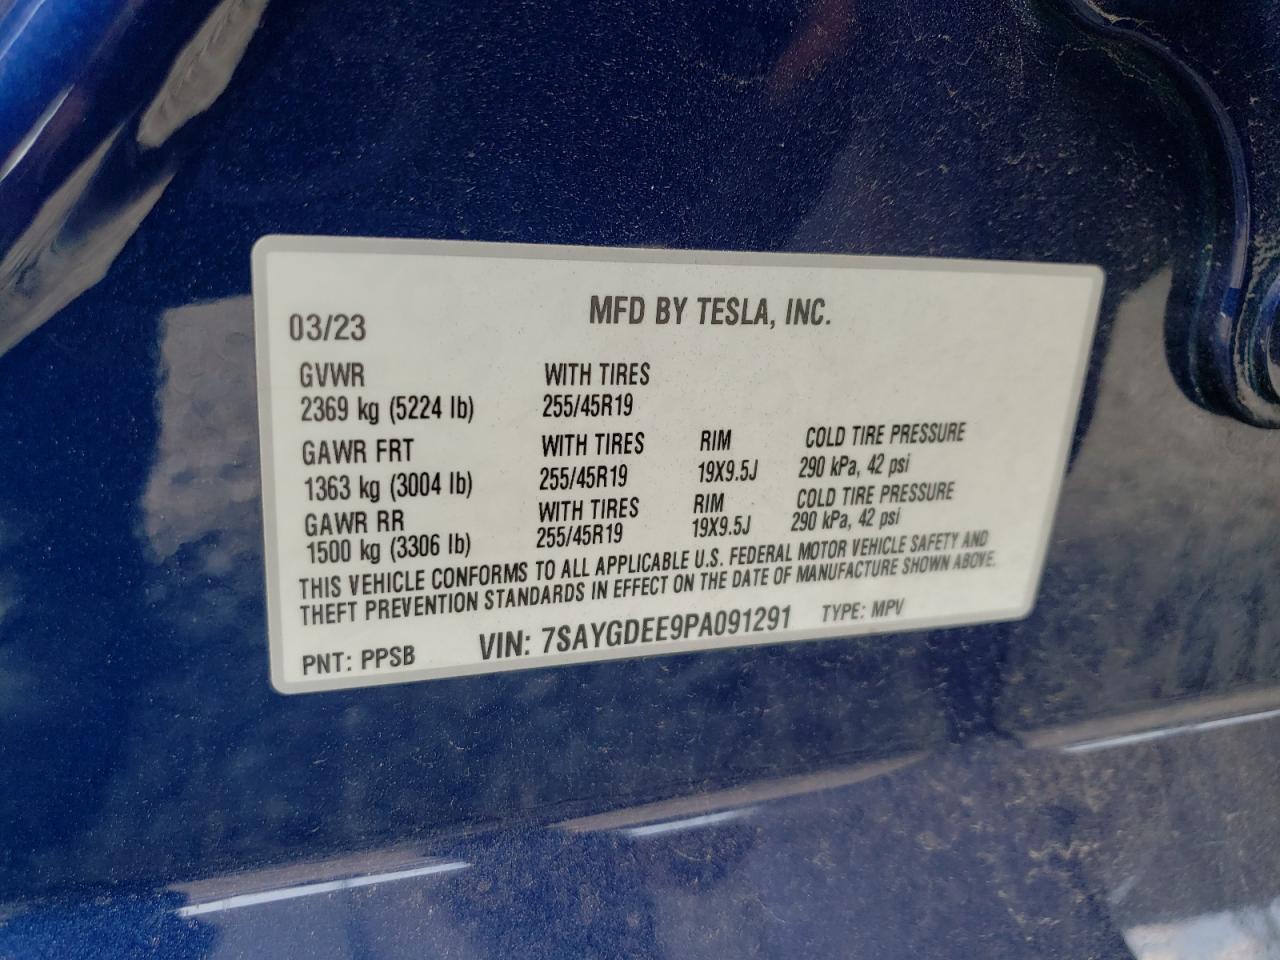 MFD BY TESLA, INC.
03/23
GVWR WITH TIRES
2369 kg (5224 lb) 255/45R19
GAWR FRT WITH TIRES RIM COLD TIRE PRESSURE
1363 kg (3004 lb) 255/45R19 19X9.5J 290 kPa, 42 psi
GAWR RR WITH TIRES RIM COLD TIRE PRESSURE
1500 kg (3306 lb) 255/45R19 19X9.5J 290 kPa, 42 psi
THIS VEHICLE CONFORMS TO ALL APPLICABLE U.S. FEDERAL MOTOR VEHICLE SAFETY AND
THEFT PREVENTION STANDARDS IN EFFECT ON THE DATE OF MANUFACTURE SHOWN ABOVE.
PNT: PPSB VIN: 7SAYGDEE9PA091291 TYPE: MPV